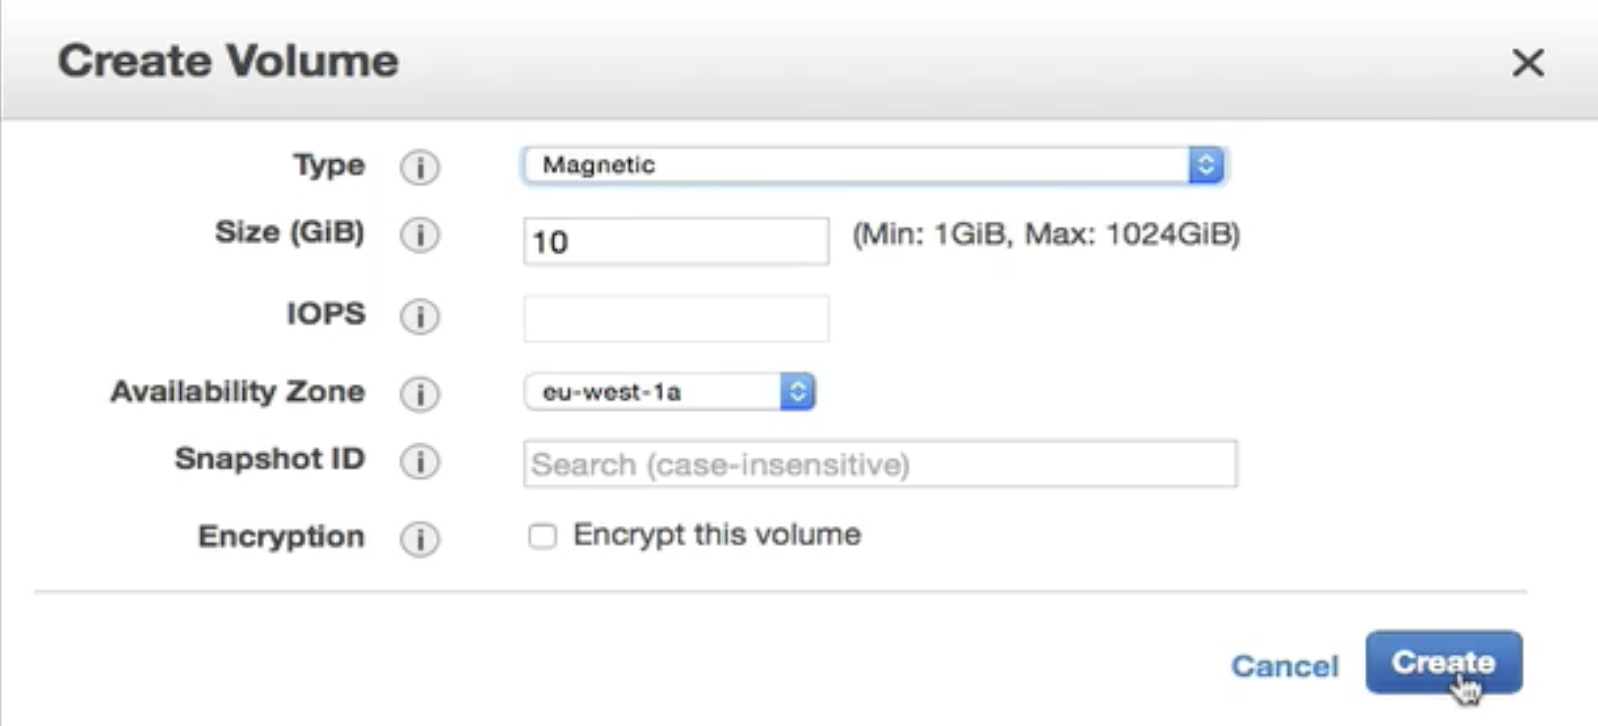 Create Volume
Type Magnetic
Size (GiB) 10 (Min: 1GiB, Max: 1024GiB)
IOPS
Availability Zone eu-west-1a
Snapshot ID Search (case-insensitive)
Encryption Encrypt this volume
Cancel Create